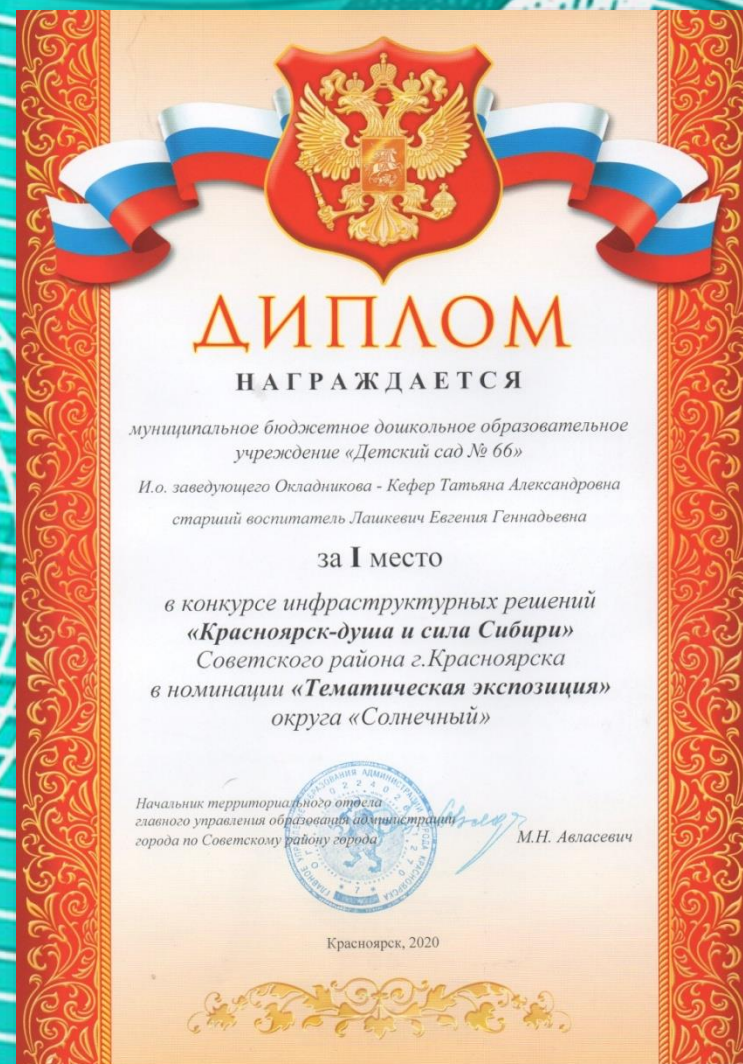 ДИПЛОМ
НАГРАЖДАЕТСЯ
муниципальное бюджетное дошкольное образовательное
учреждение «Детский сад № 66»
И.о. заведующего Окладникова - Кефер Татьяна Александровна
старший воспитатель Лашкевич Евгения Геннадьевна
за I место
в конкурсе инфраструктурных решений
«Красноярск-душа и сила Сибири»
Советского района г.Красноярска
в номинации «Тематическая экспозиция»
округа «Солнечный»
Начальник территориального отдела
главного управления образования администрации
города по Советскому району города
М.Н. Авласевич
Красноярск, 2020